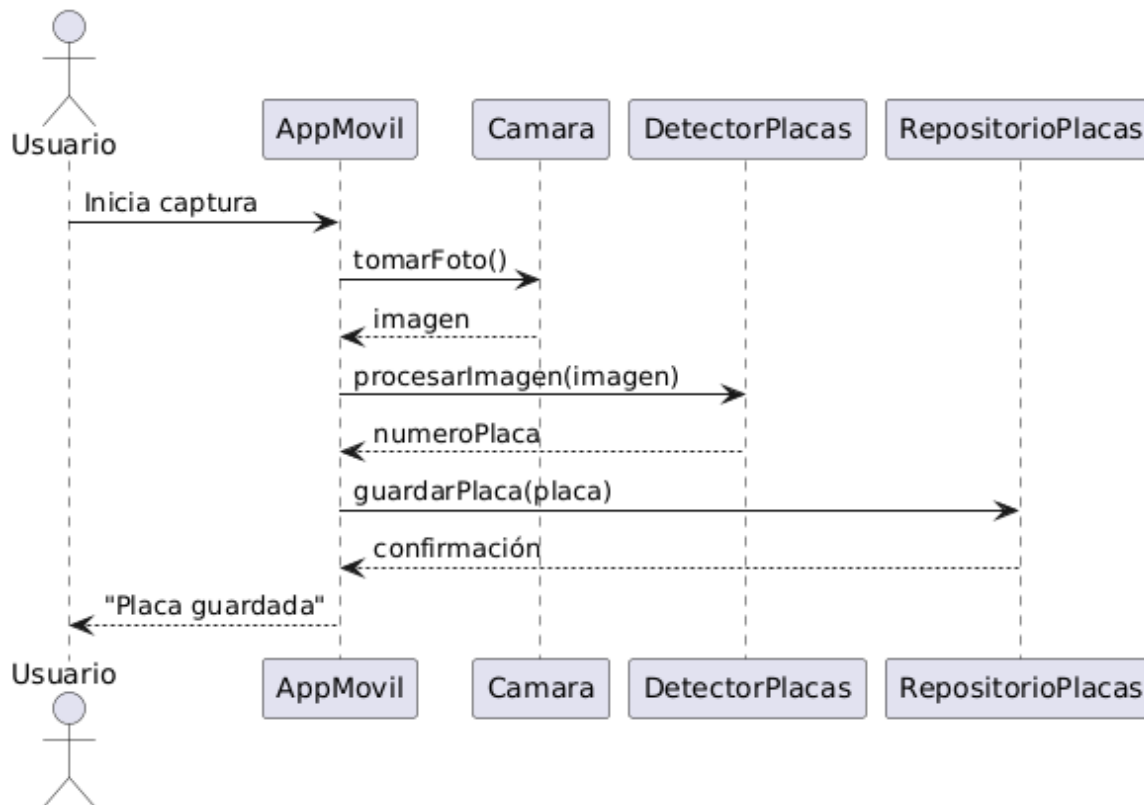 Usuario
AppMovil
Camara
DetectorPlacas
RepositorioPlacas
Inicia captura
tomarFoto()
imagen
procesarImagen(imagen)
numeroPlaca
guardarPlaca(placa)
confirmación
"Placa guardada"
Usuario
AppMovil
Camara
DetectorPlacas
RepositorioPlacas